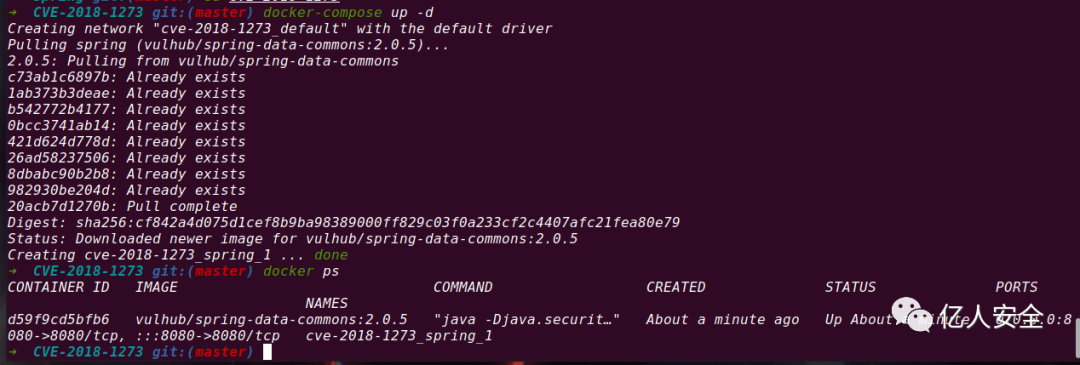 ➜ CVE-2018-1273 git:(master) docker-compose up -d
Creating network "cve-2018-1273_default" with the default driver
Pulling spring (vulhub/spring-data-commons:2.0.5)...
2.0.5: Pulling from vulhub/spring-data-commons
c73ab1c6897b: Already exists
1ab373b3deae: Already exists
b542772b4177: Already exists
0bcc3741ab14: Already exists
421d624d778d: Already exists
26ad58237506: Already exists
8dbabc90b2b8: Already exists
982930be204d: Already exists
20acb7d1270b: Pull complete
Digest: sha256:cf842a4d075d1cef8b9ba98389000ff829c03f0a233cf2c4407afc21fea80e79
Status: Downloaded newer image for vulhub/spring-data-commons:2.0.5
Creating cve-2018-1273_spring_1 ... done
➜ CVE-2018-1273 git:(master) docker ps
CONTAINER ID IMAGE COMMAND CREATED STATUS PORTS
NAMES
d59f9cd5bfb6 vulhub/spring-data-commons:2.0.5 "java -Djava.securit…" About a minute ago Up About
080->8080/tcp, :::8080->8080/tcp cve-2018-1273_spring_1
➜ CVE-2018-1273 git:(master)
亿人安全